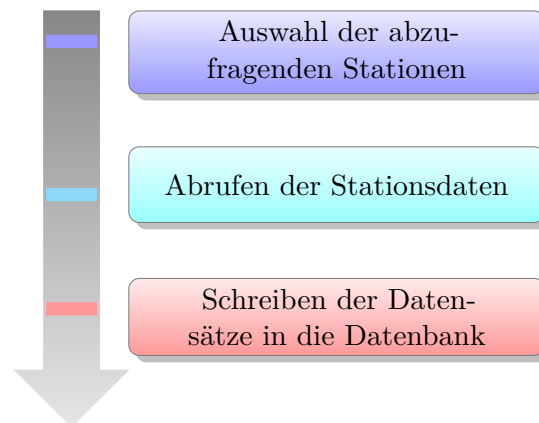 Auswahl der abzu-
fragenden Stationen
Abrufen der Stationsdaten
Schreiben der Daten-
sätze in die Datenbank